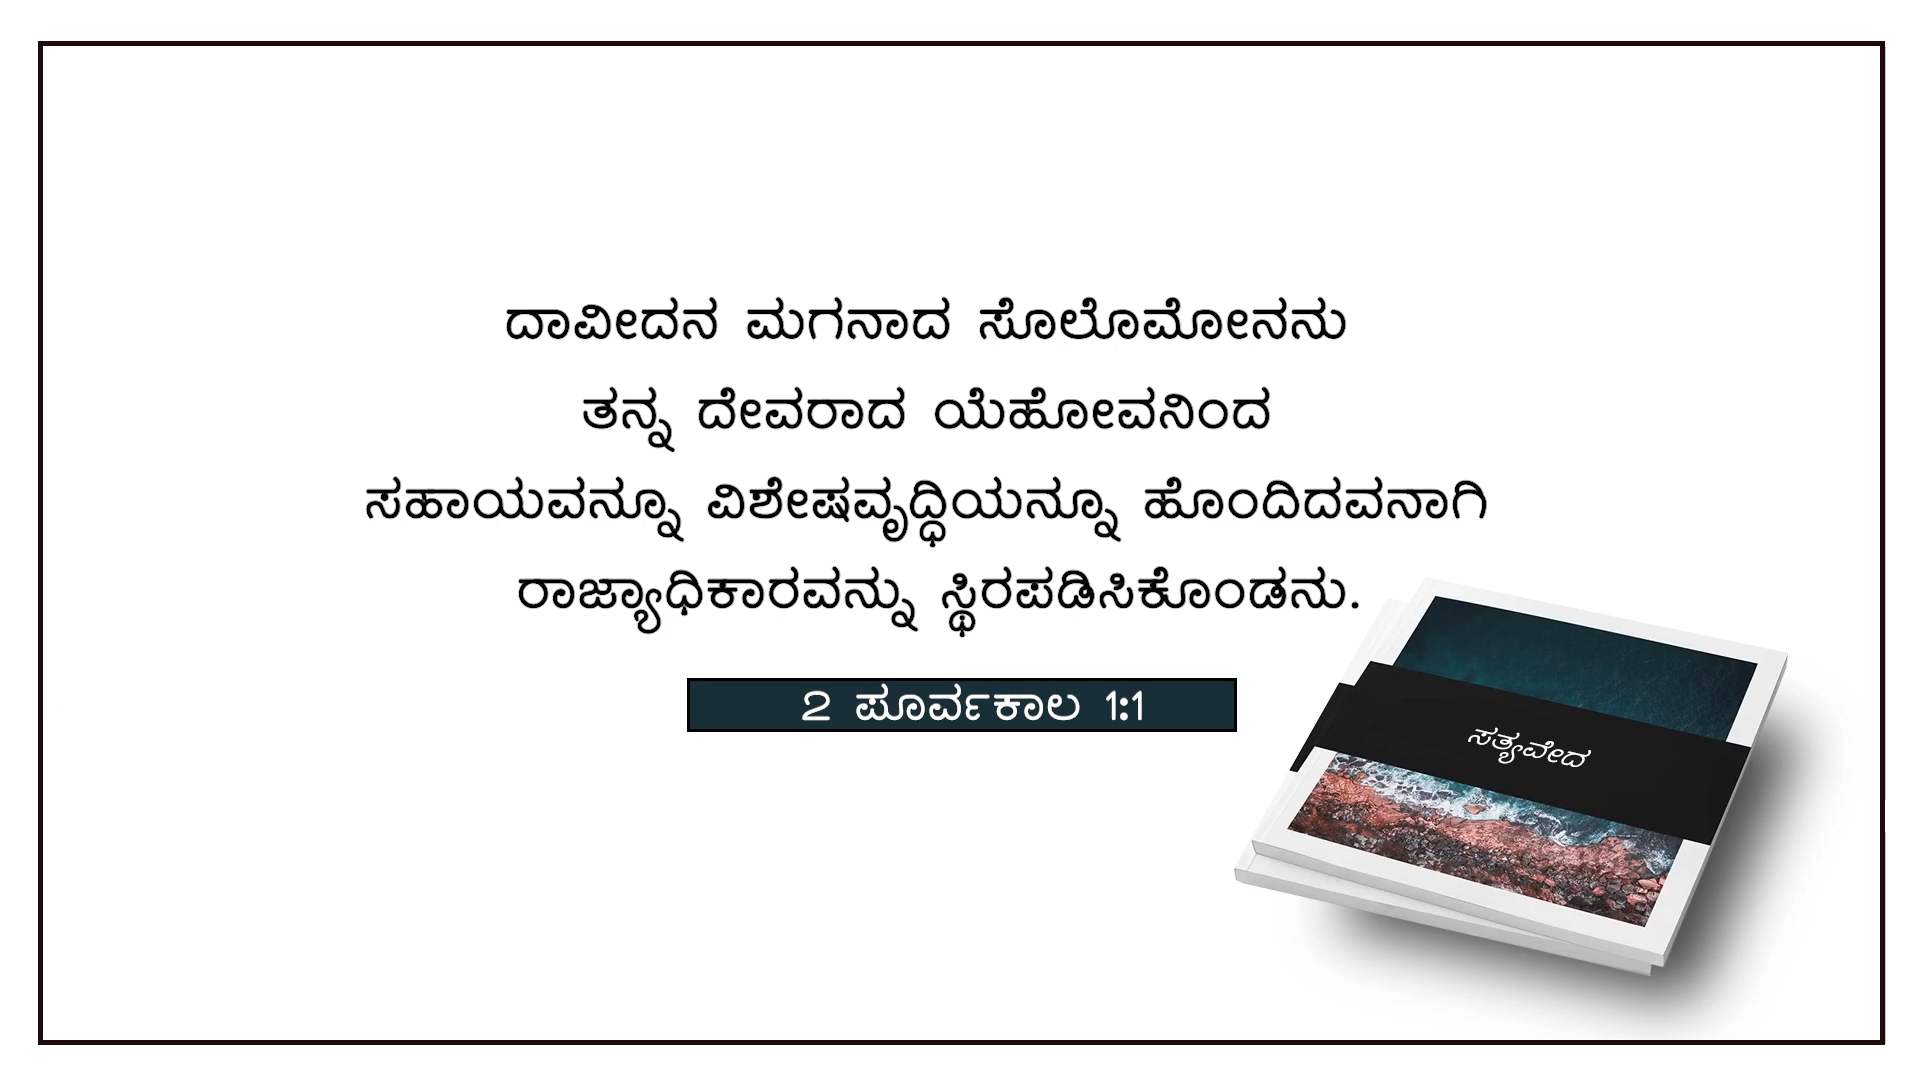 ದಾವೀದನ ಮಗನಾದ ಸೊಲೊಮೋನನು
ತನ್ನ ದೇವರಾದ ಯೆಹೋವನಿಂದ
ಸಹಾಯವನ್ನೂ ವಿಶೇಷವೃದ್ಧಿಯನ್ನೂ ಹೊಂದಿದವನಾಗಿ
ರಾಜ್ಯಾಧಿಕಾರವನ್ನು ಸ್ಥಿರಪಡಿಸಿಕೊಂಡನು.
2 ಪೂರ್ವಕಾಲ 1:1
ಸತ್ಯವೇದ